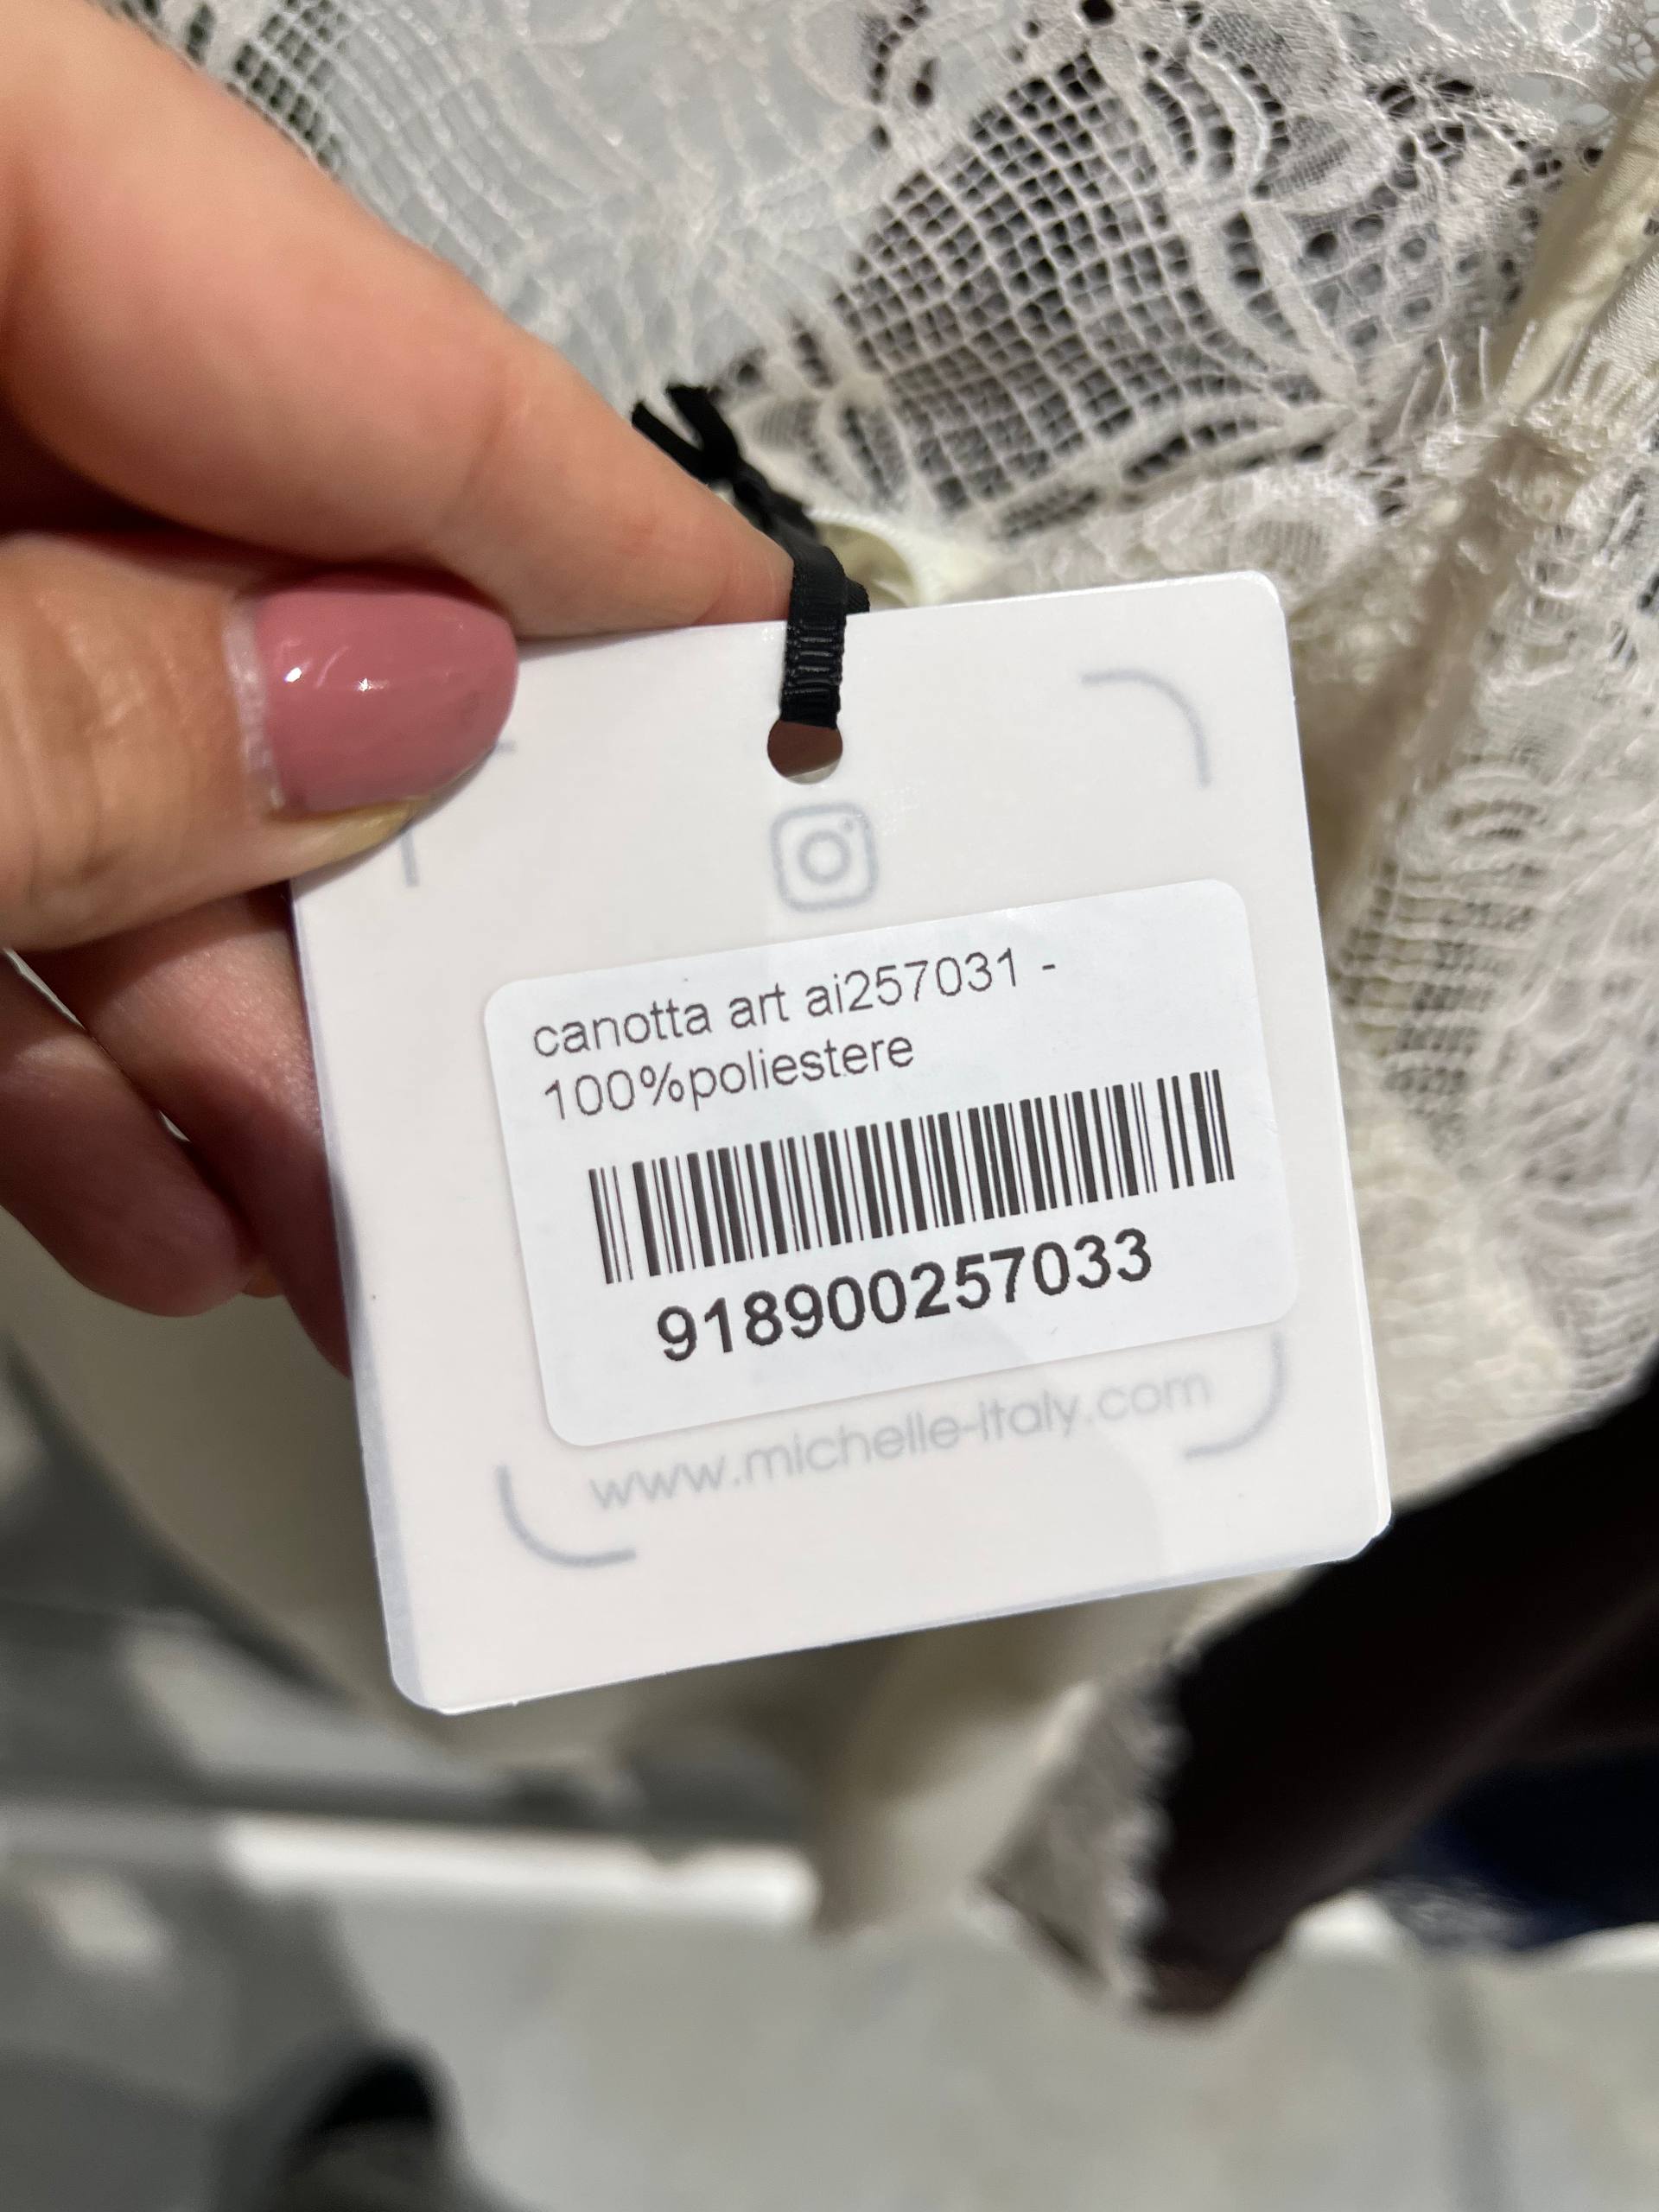 canotta art ai257031 -
100%poliestere
918900257033
www.michelle-italy.com